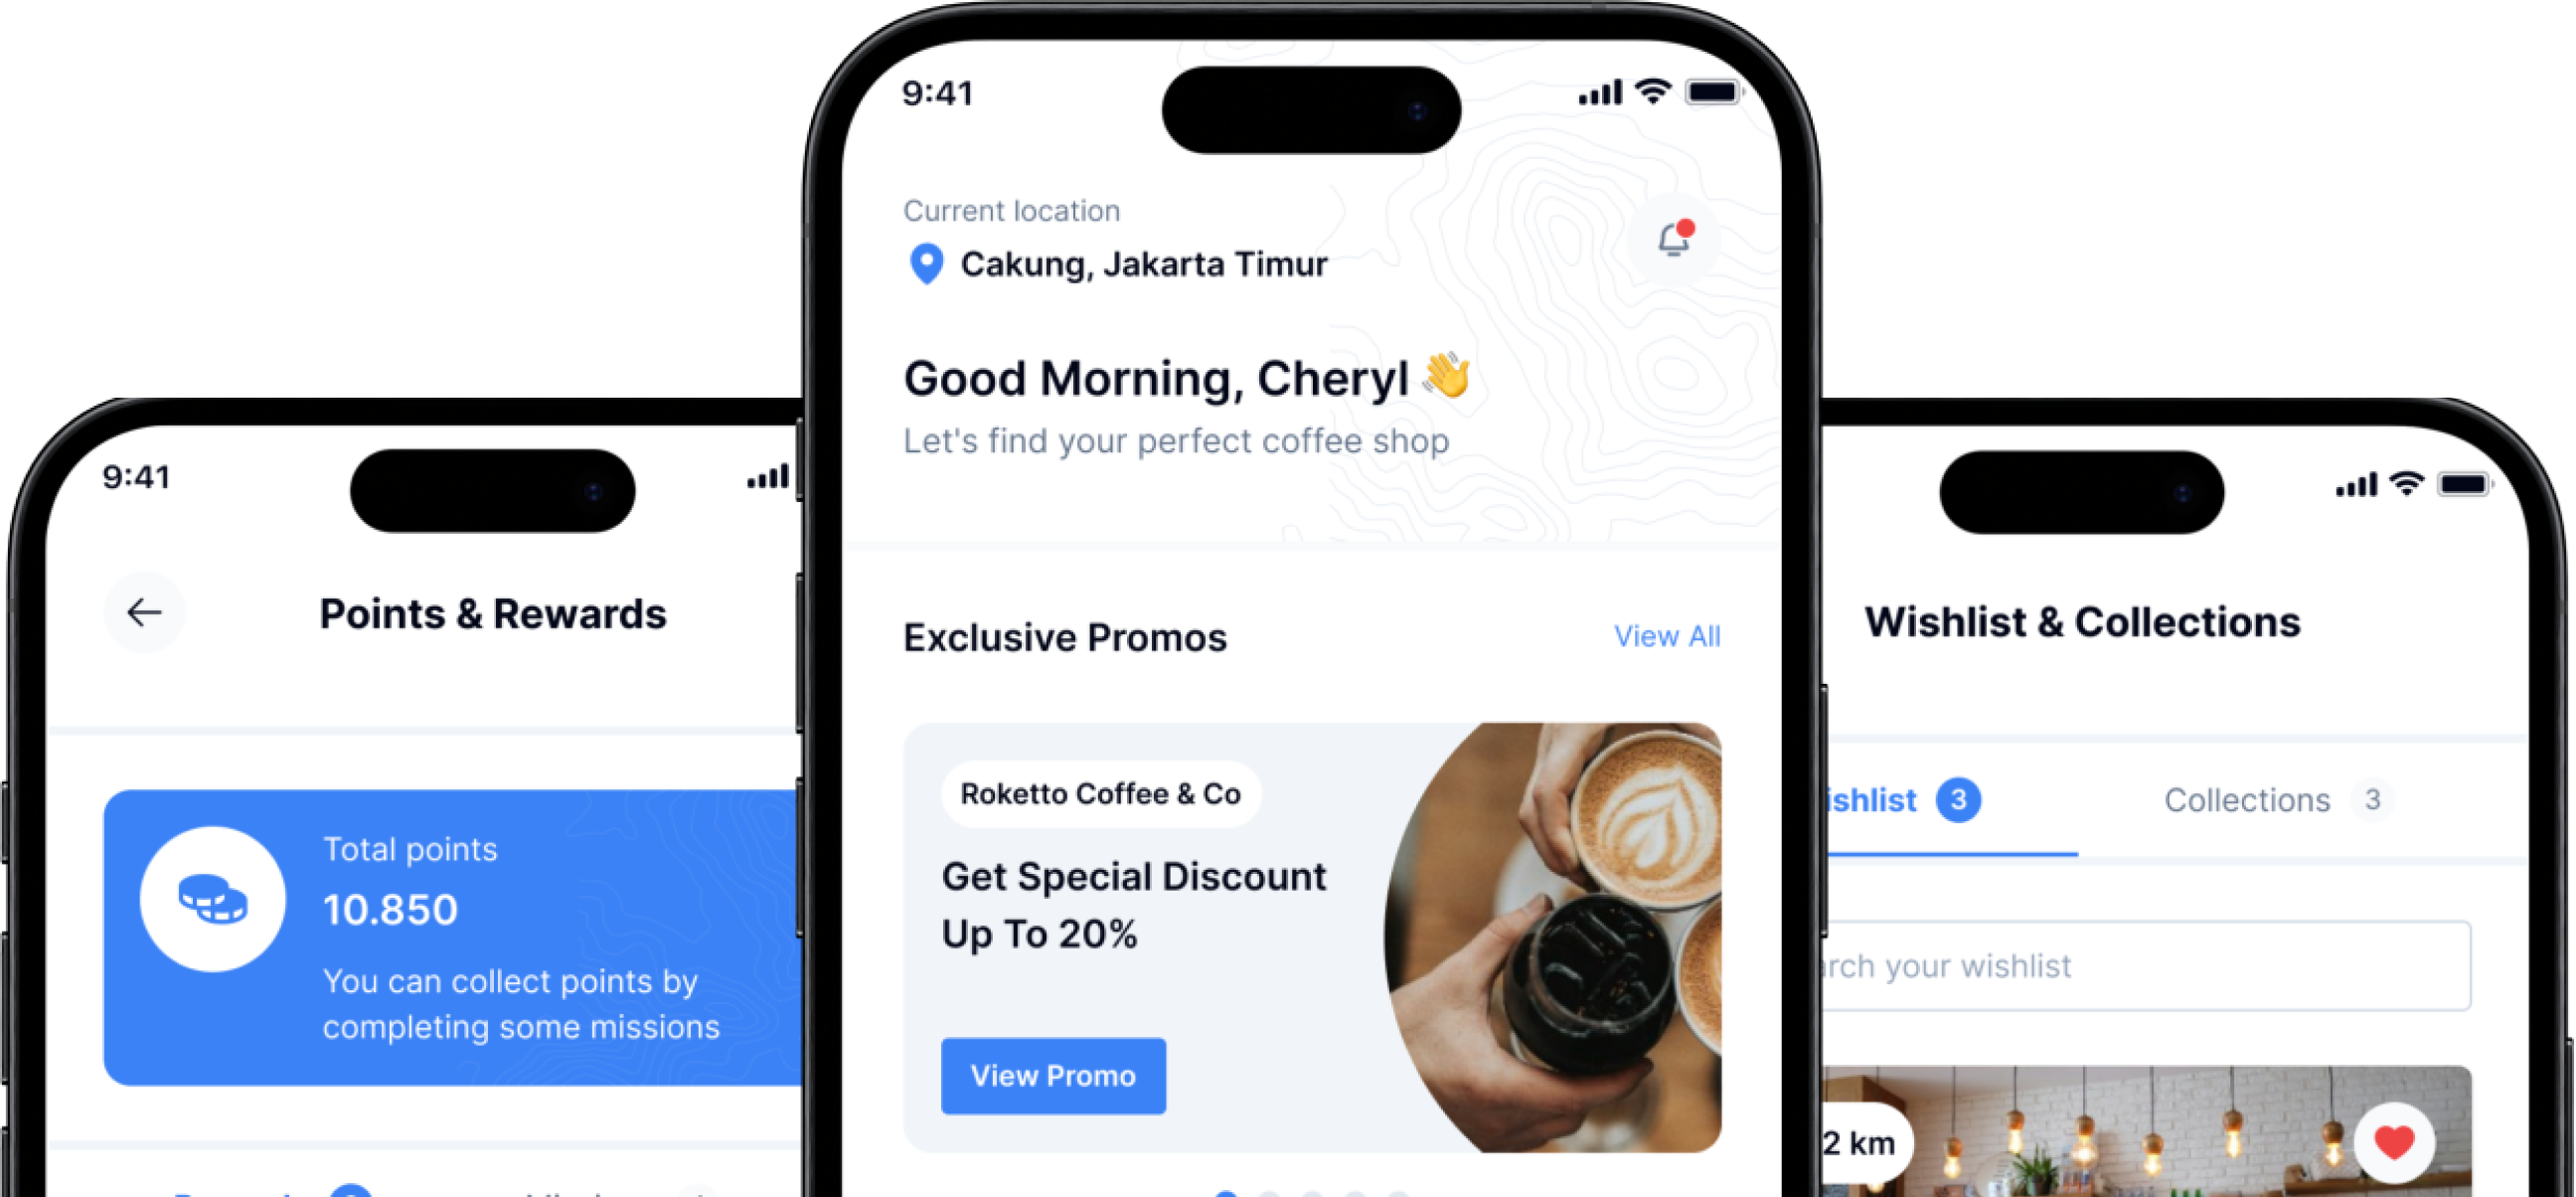 9:41
Points & Rewards
Total points
10.850
You can collect points by
completing some missions
9:41
Current location
Cakung, Jakarta Timur
Good Morning, Cheryl 👋
Let's find your perfect coffee shop
Exclusive Promos
View All
Roketto Coffee & Co
Get Special Discount
Up To 20%
View Promo
Wishlist & Collections
ishlist 3
Collections 3
arch your wishlist
2 km